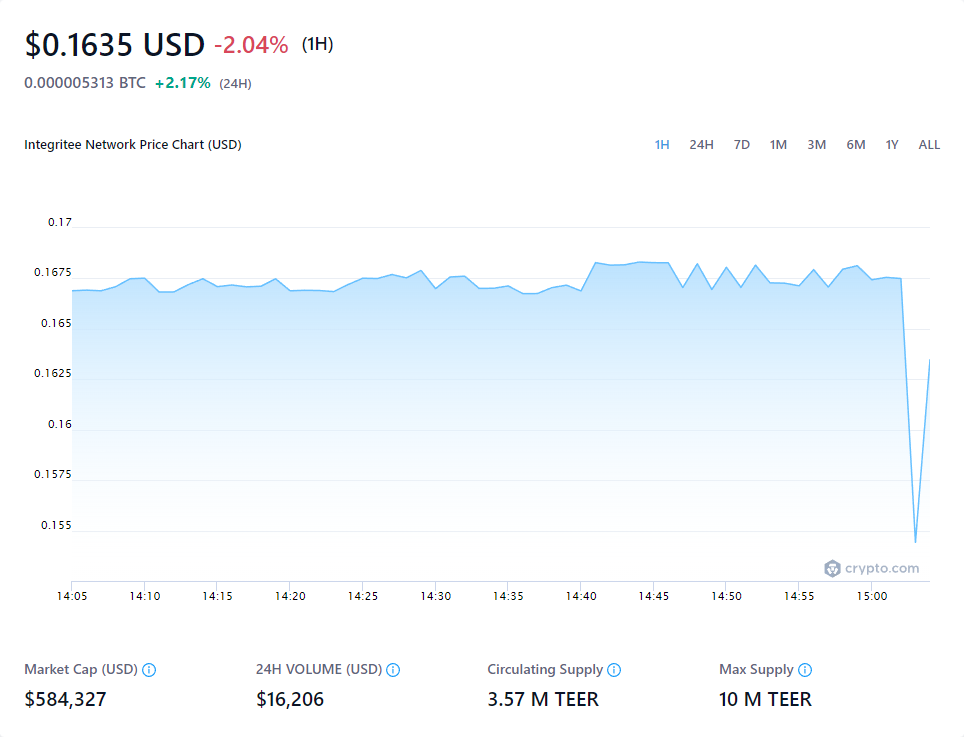 $0.1635 USD -2.04% (1H)
0.000005313 BTC +2.17% (24H)
Integritee Network Price Chart (USD) 1H 24H 7D 1M 3M 6M 1Y ALL
0.17
0.1675
0.165
0.1625
0.16
0.1575
0.155
crypto.com
14:05 14:10 14:15 14:20 14:25 14:30 14:35 14:40 14:45 14:50 14:55 15:00
Market Cap (USD) 24H VOLUME (USD) Circulating Supply Max Supply
$584,327 $16,206 3.57 M TEER 10 M TEER